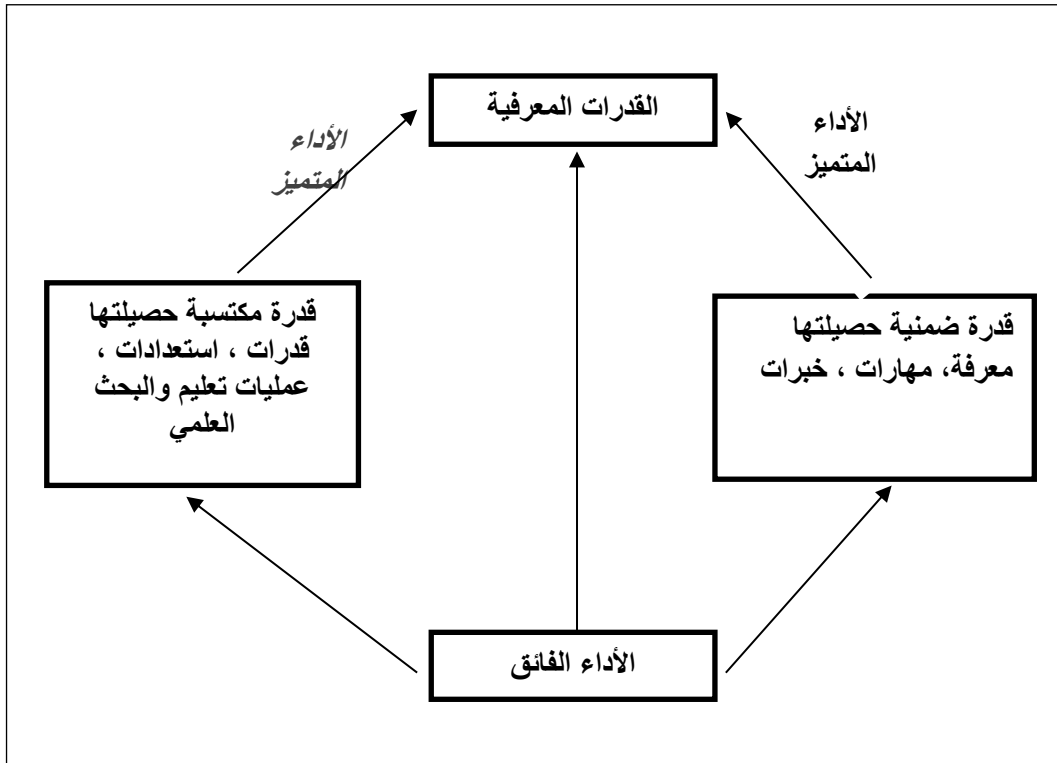 القدرات المعرفية
الأداء
المتميز
الأداء
المتميز
قدرة ضمنية حصيلتها
معرفة، مهارات ، خبرات
قدرة مكتسبة حصيلتها
قدرات ، استعدادات ،
عمليات تعليم والبحث
العلمي
الأداء الفائق